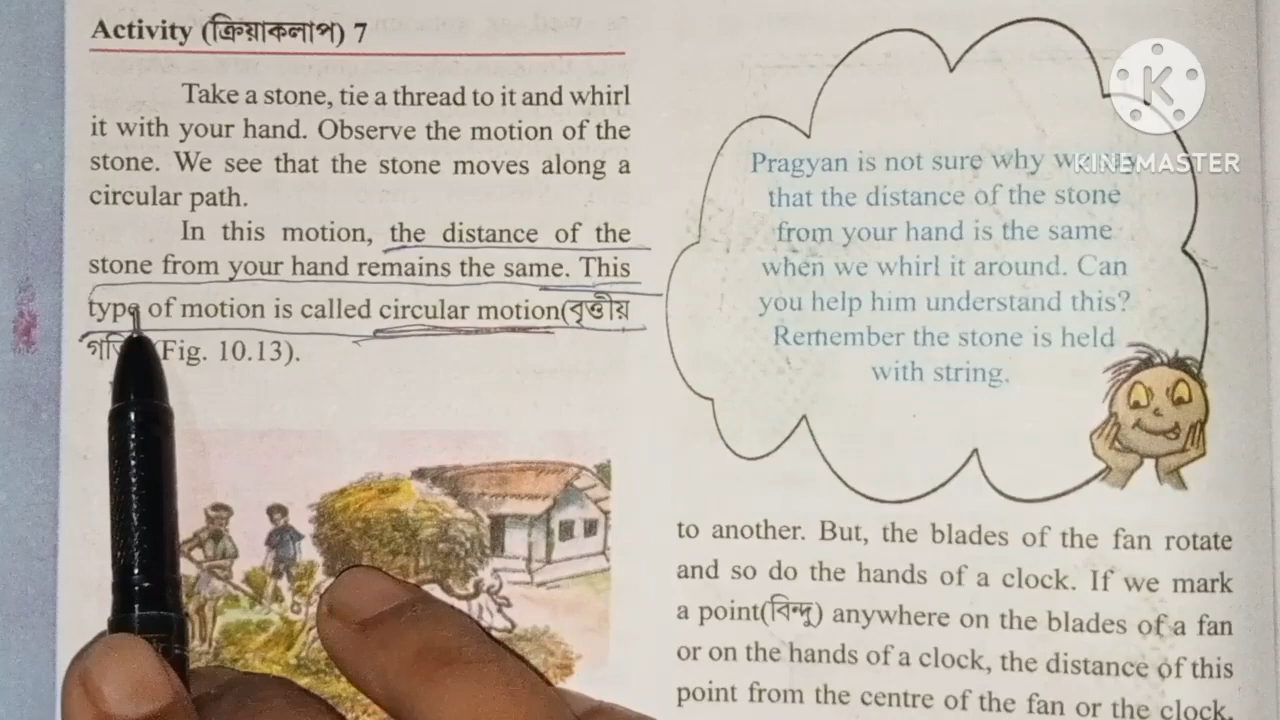 Activity (ক্রিয়াকলাপ) 7
Take a stone, tie a thread to it and whirl
it with your hand. Observe the motion of the
stone. We see that the stone moves along a
circular path.
In this motion, the distance of the
stone from your hand remains the same. This
type of motion is called circular motion(বৃত্তীয়
(Fig. 10.13).
Pragyan is not sure why
that the distance of the stone
from your hand is the same
when we whirl it around. Can
you help him understand this?
Remember the stone is held
with string.
to another. But, the blades of the fan rotate
and so do the hands of a clock. If we mark
a point(বিন্দু) anywhere on the blades of a fan
or on the hands of a clock, the distance of this
point from the centre of the fan or the clock,
K
KINEMASTER